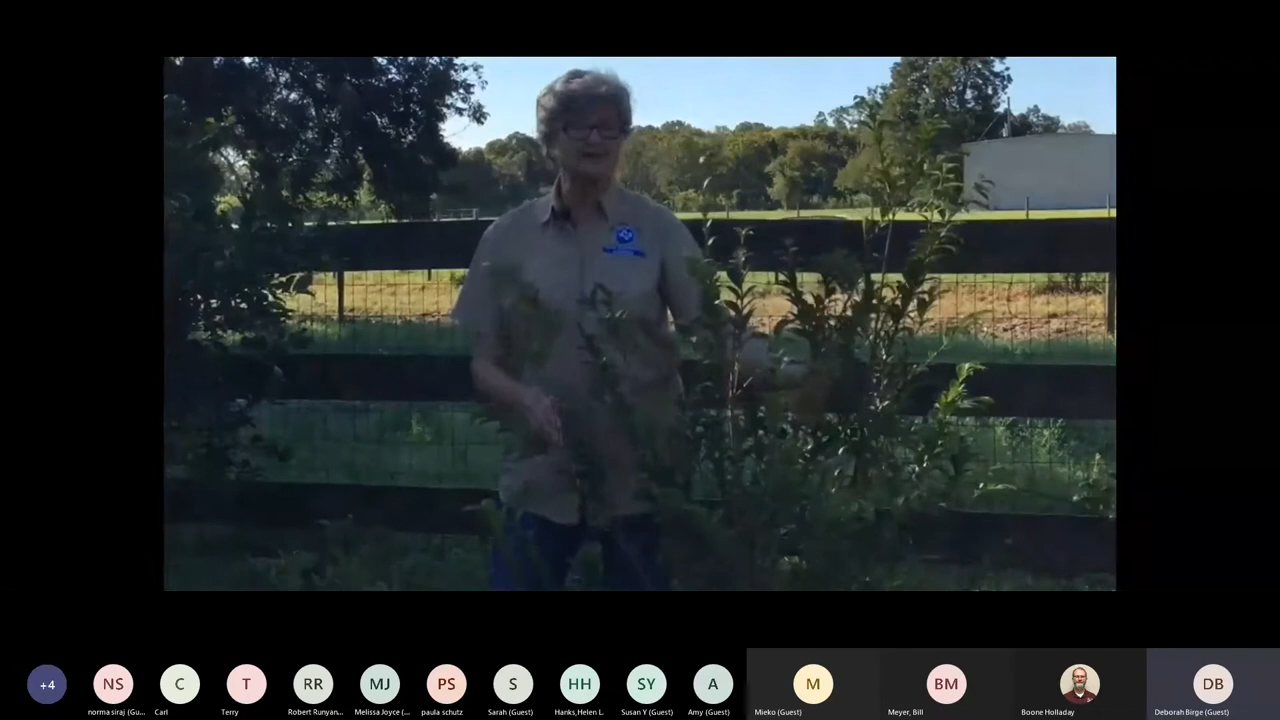 +4
NS
C
T
RR
MJ
PS
S
HH
SY
A
M
BM
DB
norma siraj (Gu...
Carl
Terry
Robert Runyan...
Melissa Joyce (...
paula schutz
Sarah (Guest)
Hanks,Helen L.
Susan Y (Guest)
Amy (Guest)
Mieko (Guest)
Meyer, Bill
Boone Holladay
Deborah Birge (Guest)